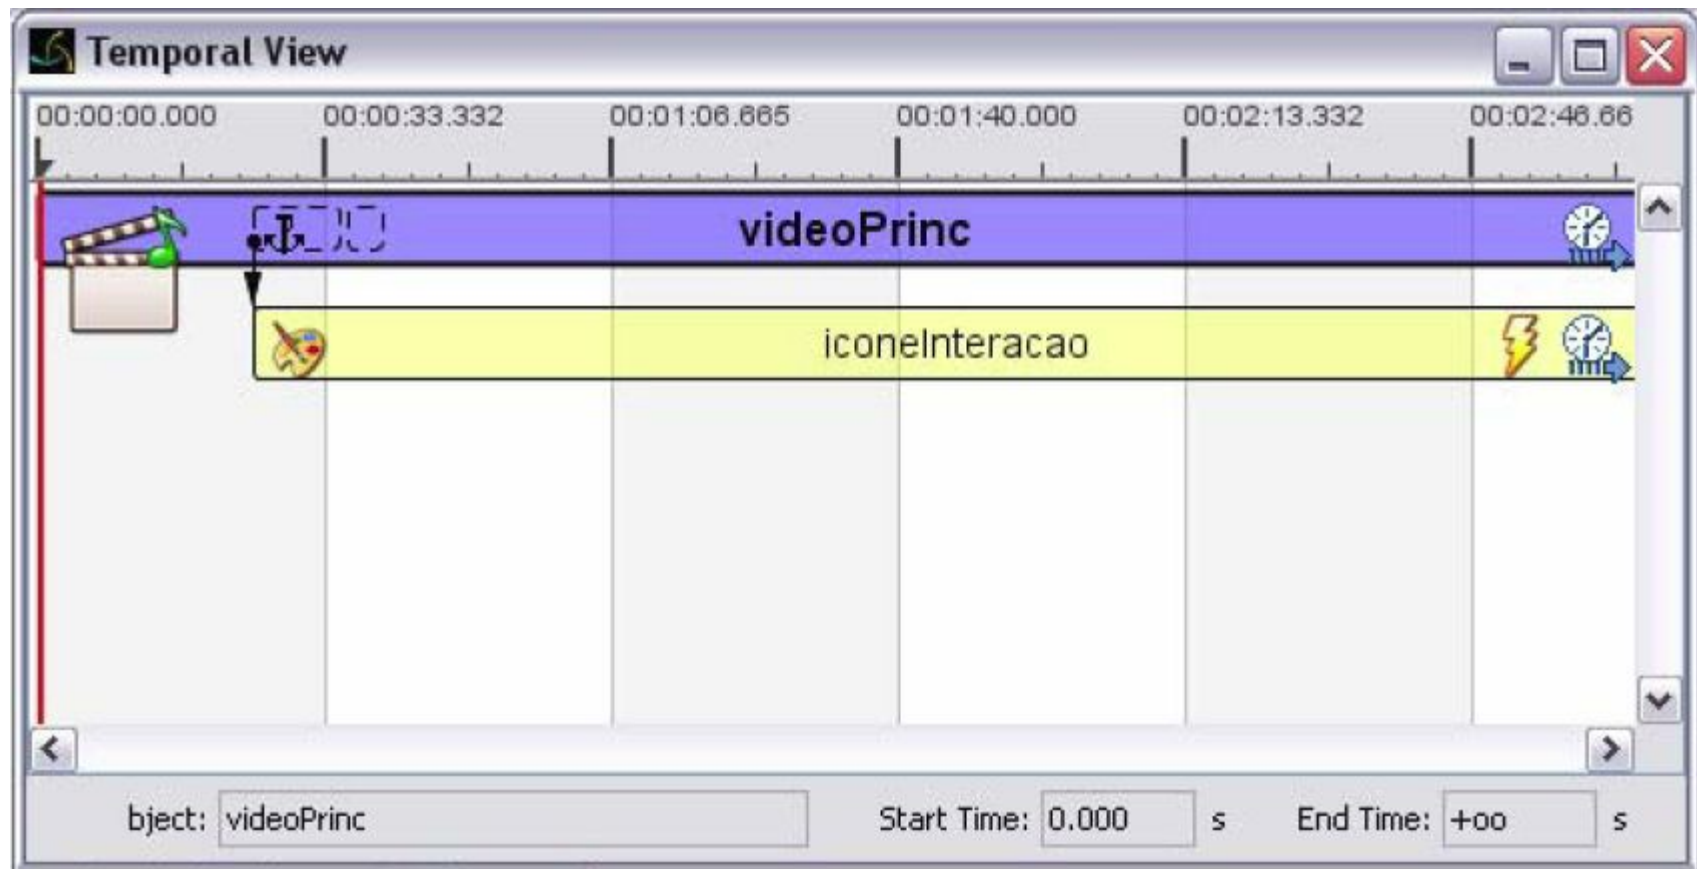 Temporal View
00:00:00.000 00:00:33.332 00:01:06.665 00:01:40.000 00:02:13.332 00:02:46.66
videoPrinc
iconeInteracao
bject: videoPrinc Start Time: 0.000 s End Time: +oo s